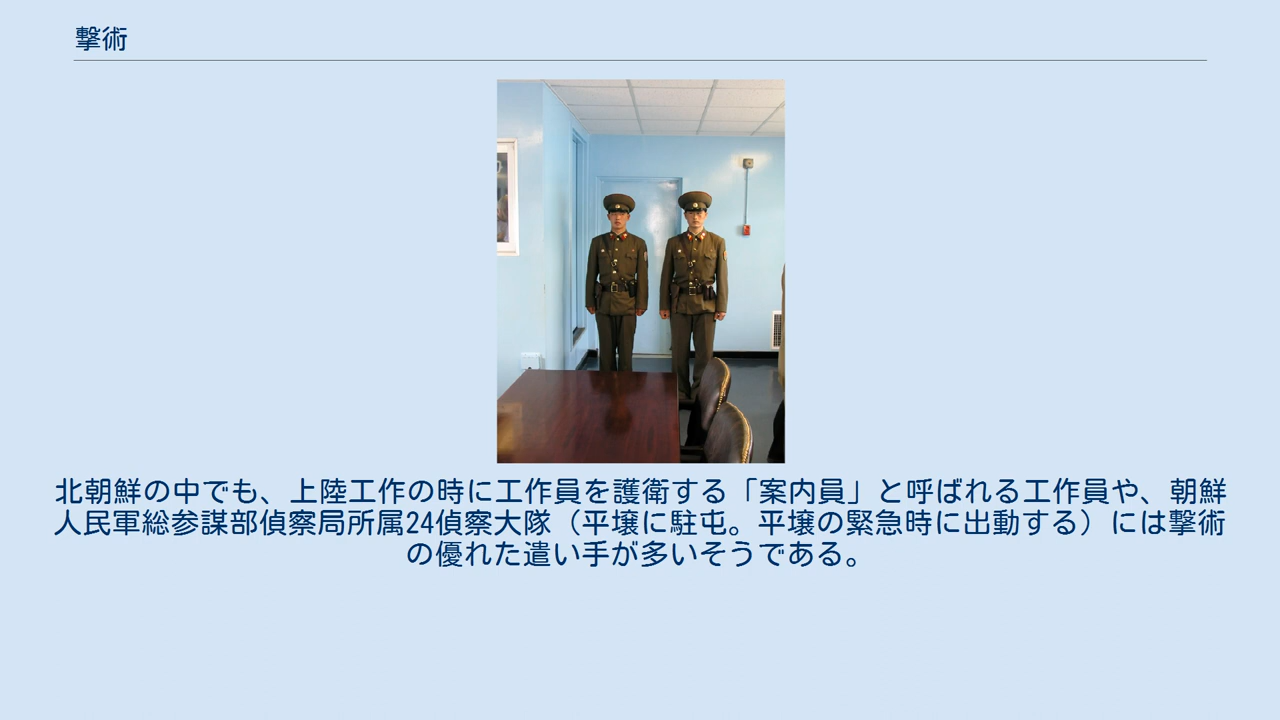 撃術
北朝鮮の中でも、上陸工作の時に工作員を護衛する「案内員」と呼ばれる工作員や、朝鮮
人民軍総参謀部偵察局所属24偵察大隊（平壌に駐屯。平壌の緊急時に出動する）には撃術
の優れた遣い手が多いそうである。